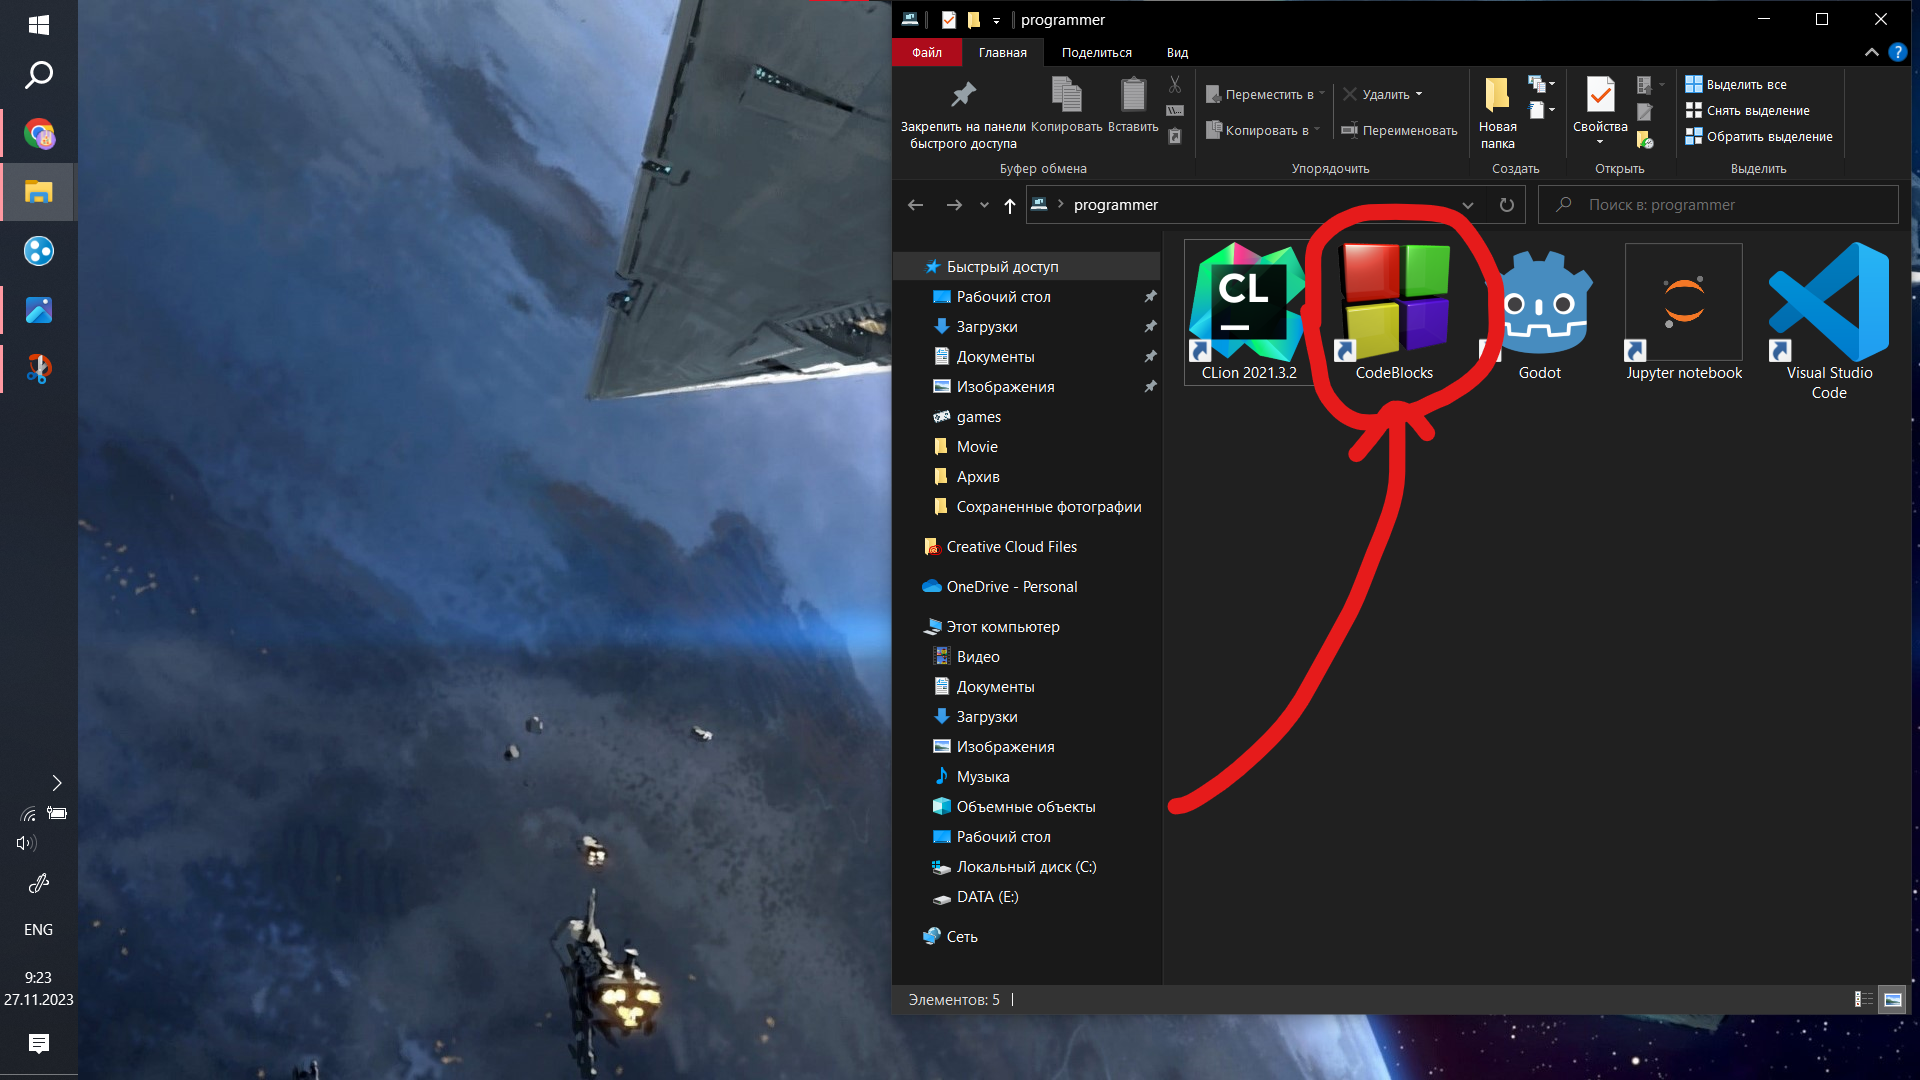 programmer
Файл
Главная
Поделиться
Вид
Закрепить на панели
быстрого доступа
Копировать
Вставить
Буфер обмена
Переместить в
Копировать в
Удалить
Переименовать
Упорядочить
Новая
папка
Создать
Свойства
Открыть
Выделить все
Снять выделение
Обратить выделение
Выделить
programmer
Поиск в: programmer
Быстрый доступ
Рабочий стол
Загрузки
Документы
Изображения
games
Movie
Архив
Сохраненные фотографии
Creative Cloud Files
OneDrive - Personal
Этот компьютер
Видео
Документы
Загрузки
Изображения
Музыка
Объемные объекты
Рабочий стол
Локальный диск (C:)
DATA (E:)
Сеть
CL
CLion 2021.3.2
CodeBlocks
Godot
Jupyter notebook
Visual Studio
Code
Элементов: 5
ENG
9:23
27.11.2023